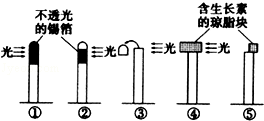 不透光
的锡箔
含生长素
的琼脂块
光 光 光 光 光
① ② ③ ④ ⑤